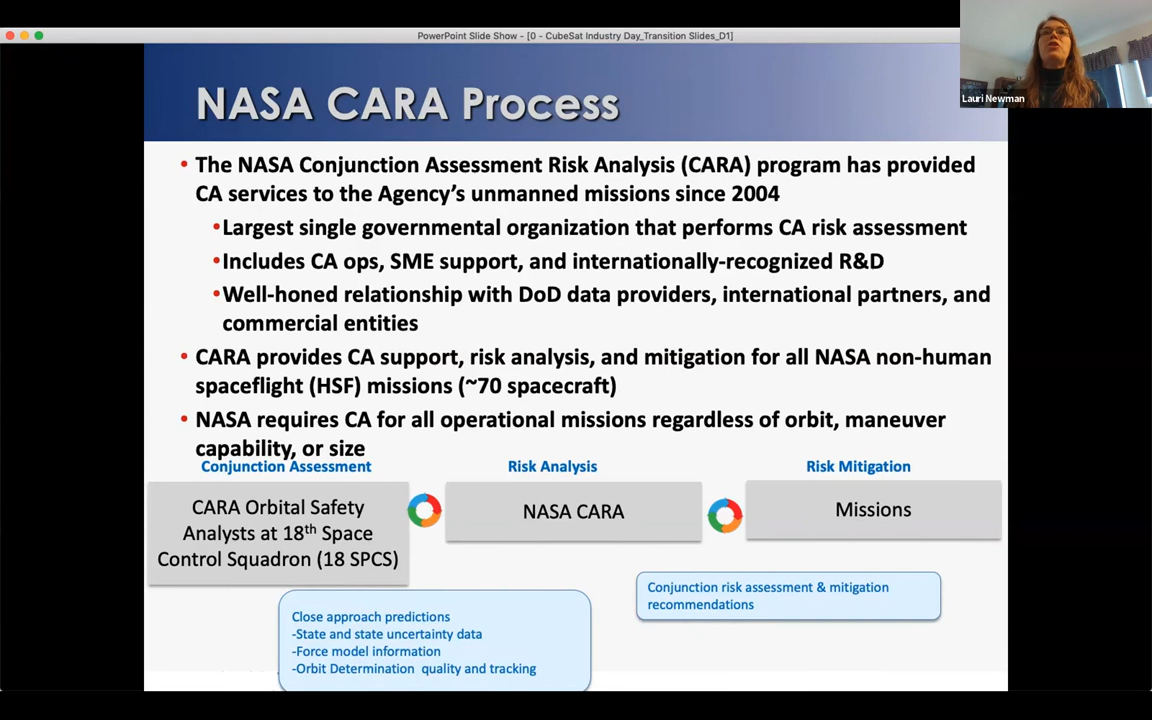 PowerPoint Slide Show - [0 - CubeSat Industry Day_Transition Slides_D1]
Lauri Newman
NASA CARA Process
• The NASA Conjunction Assessment Risk Analysis (CARA) program has provided
CA services to the Agency's unmanned missions since 2004
•Largest single governmental organization that performs CA risk assessment
•Includes CA ops, SME support, and internationally-recognized R&D
•Well-honed relationship with DoD data providers, international partners, and
commercial entities
• CARA provides CA support, risk analysis, and mitigation for all NASA non-human
spaceflight (HSF) missions (~70 spacecraft)
• NASA requires CA for all operational missions regardless of orbit, maneuver
capability, or size
Conjunction Assessment
Risk Analysis
Risk Mitigation
CARA Orbital Safety
Analysts at 18th Space
Control Squadron (18 SPCS)
NASA CARA
Missions
Conjunction risk assessment & mitigation
recommendations
Close approach predictions
-State and state uncertainty data
-Force model information
-Orbit Determination quality and tracking